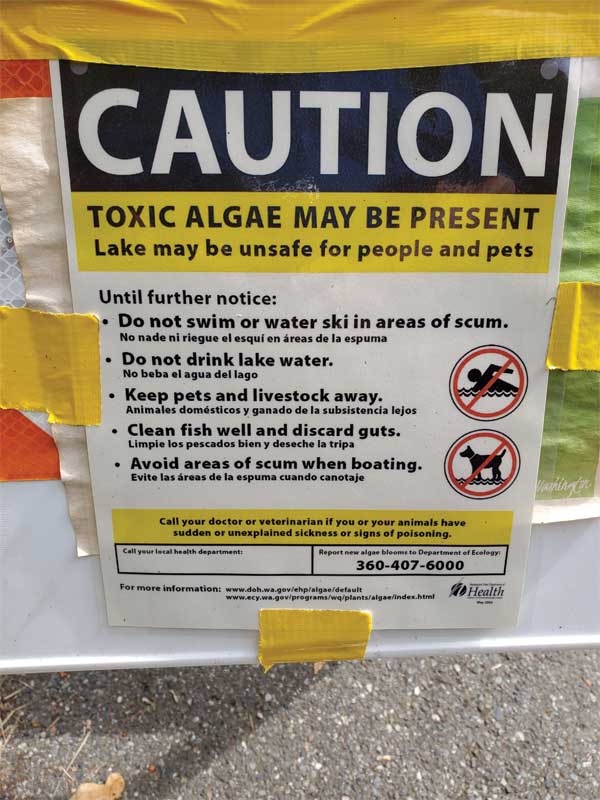 CAUTION
TOXIC ALGAE MAY BE PRESENT
Lake may be unsafe for people and pets
Until further notice:
• Do not swim or water ski in areas of scum.
No nade ni riegue el esquí en áreas de la espuma
• Do not drink lake water.
No beba el agua del lago
• Keep pets and livestock away.
Animales domésticos y ganado de la subsistencia lejos
• Clean fish well and discard guts.
Limpie los pescados bien y deseche la tripa
• Avoid areas of scum when boating.
Evite las áreas de la espuma cuando canotaje
Washington
Call your doctor or veterinarian if you or your animals have
sudden or unexplained sickness or signs of poisoning.
Call your local health department:
Report new algae blooms to Department of Ecology:
360-407-6000
For more information: www.doh.wa.gov/ehp/algae/default
www.ecy.wa.gov/programs/wq/plants/algae/index.html
Washington State Department of
Health